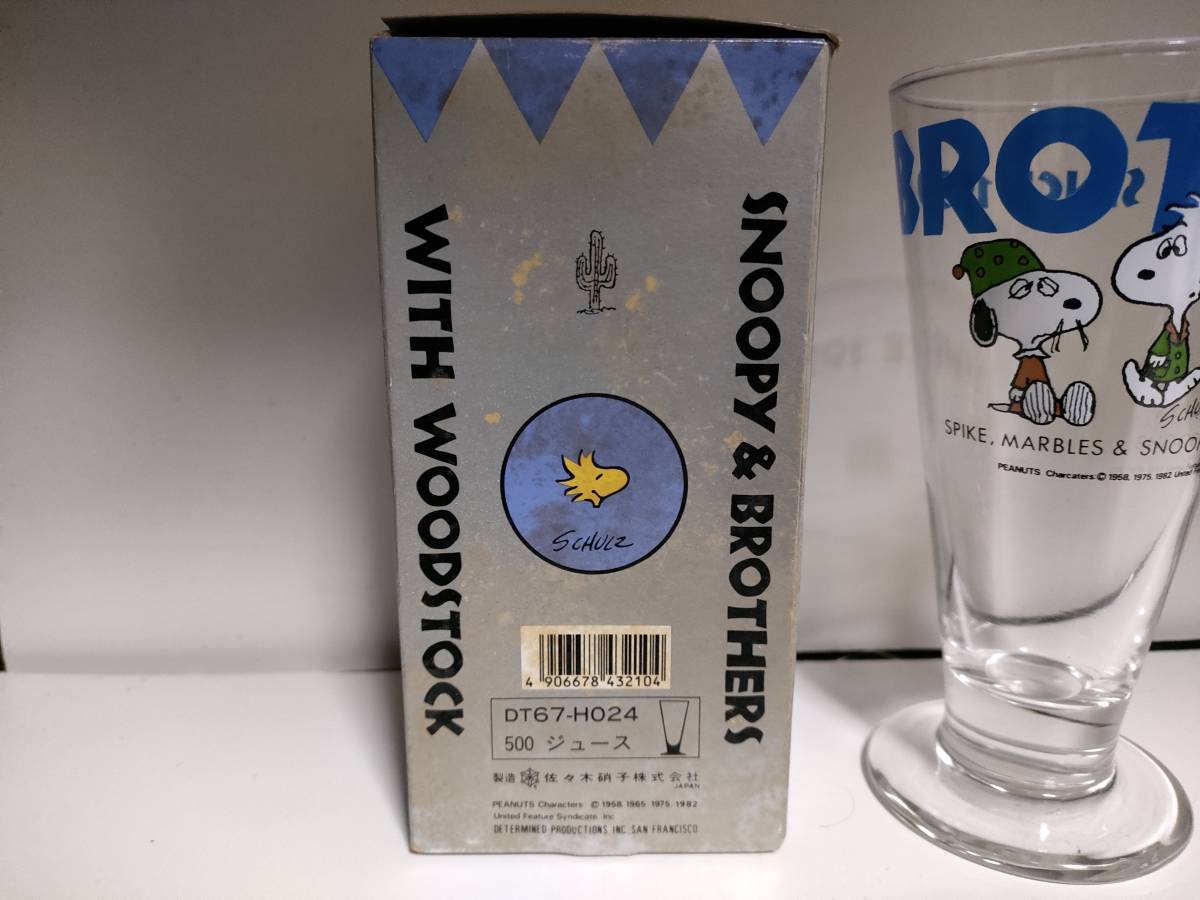 WITH WOODSTOCK
SNOOPY & BROTHERS
SCHULZ
4 906678 432104
DT67-H024
500 ジュース
製造 佐々木硝子株式会社
JAPAN
PEANUTS Characters: © 1958. 1965. 1975. 1982
United Feature Syndicate. Inc
DETERMINED PRODUCTIONS INC. SAN FRANCISCO
BROT
SPIKE, MARBLES & SNOO
PEANUTS Charcaters: © 1958. 1975. 1982 United